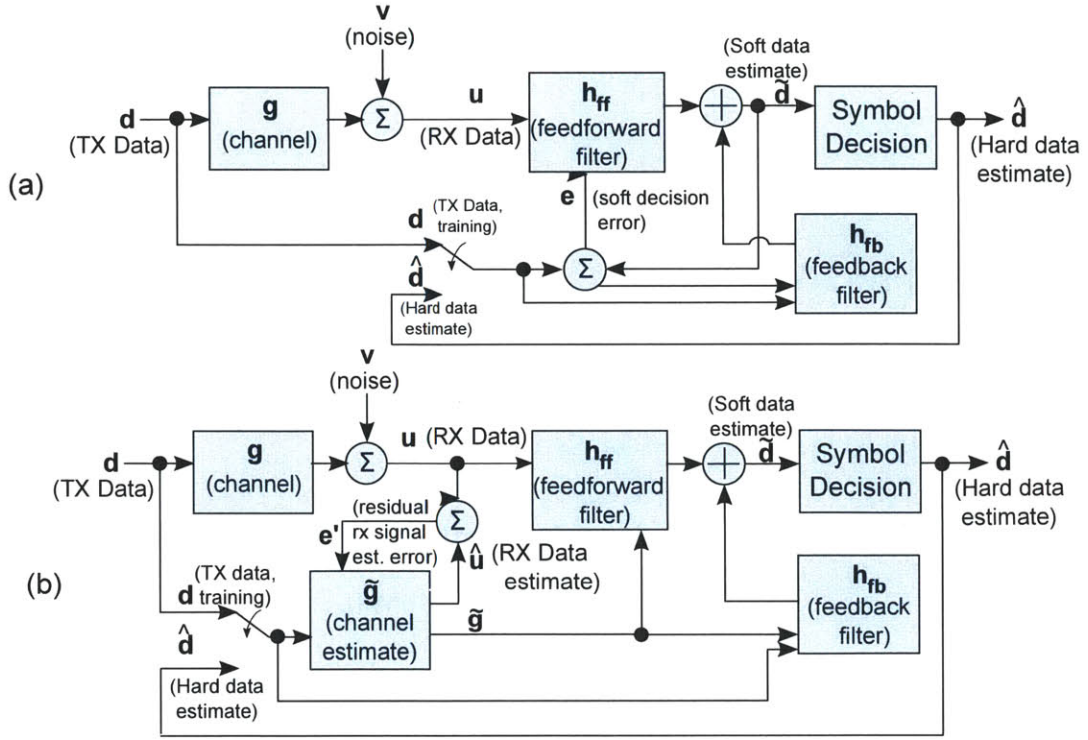 v
(noise)
(Soft data
estimate)
d
(TX Data)
g
(channel)
Σ
u
(RX Data)
h_ff
(feedforward
filter)
+
d̃
Symbol
Decision
d̂
(Hard data
estimate)
(a)
e
(soft decision
error)
d
(TX Data,
training)
d̂
(Hard data
estimate)
Σ
h_fb
(feedback
filter)
v
(noise)
(Soft data
estimate)
d
(TX Data)
g
(channel)
Σ
u (RX Data)
h_ff
(feedforward
filter)
+
d̃
Symbol
Decision
d̂
(Hard data
estimate)
(b)
e'
(residual
rx signal
est. error)
Σ
û
(RX Data
estimate)
d
(TX data,
training)
d̂
(Hard data
estimate)
g̃
(channel
estimate)
g̃
h_fb
(feedback
filter)